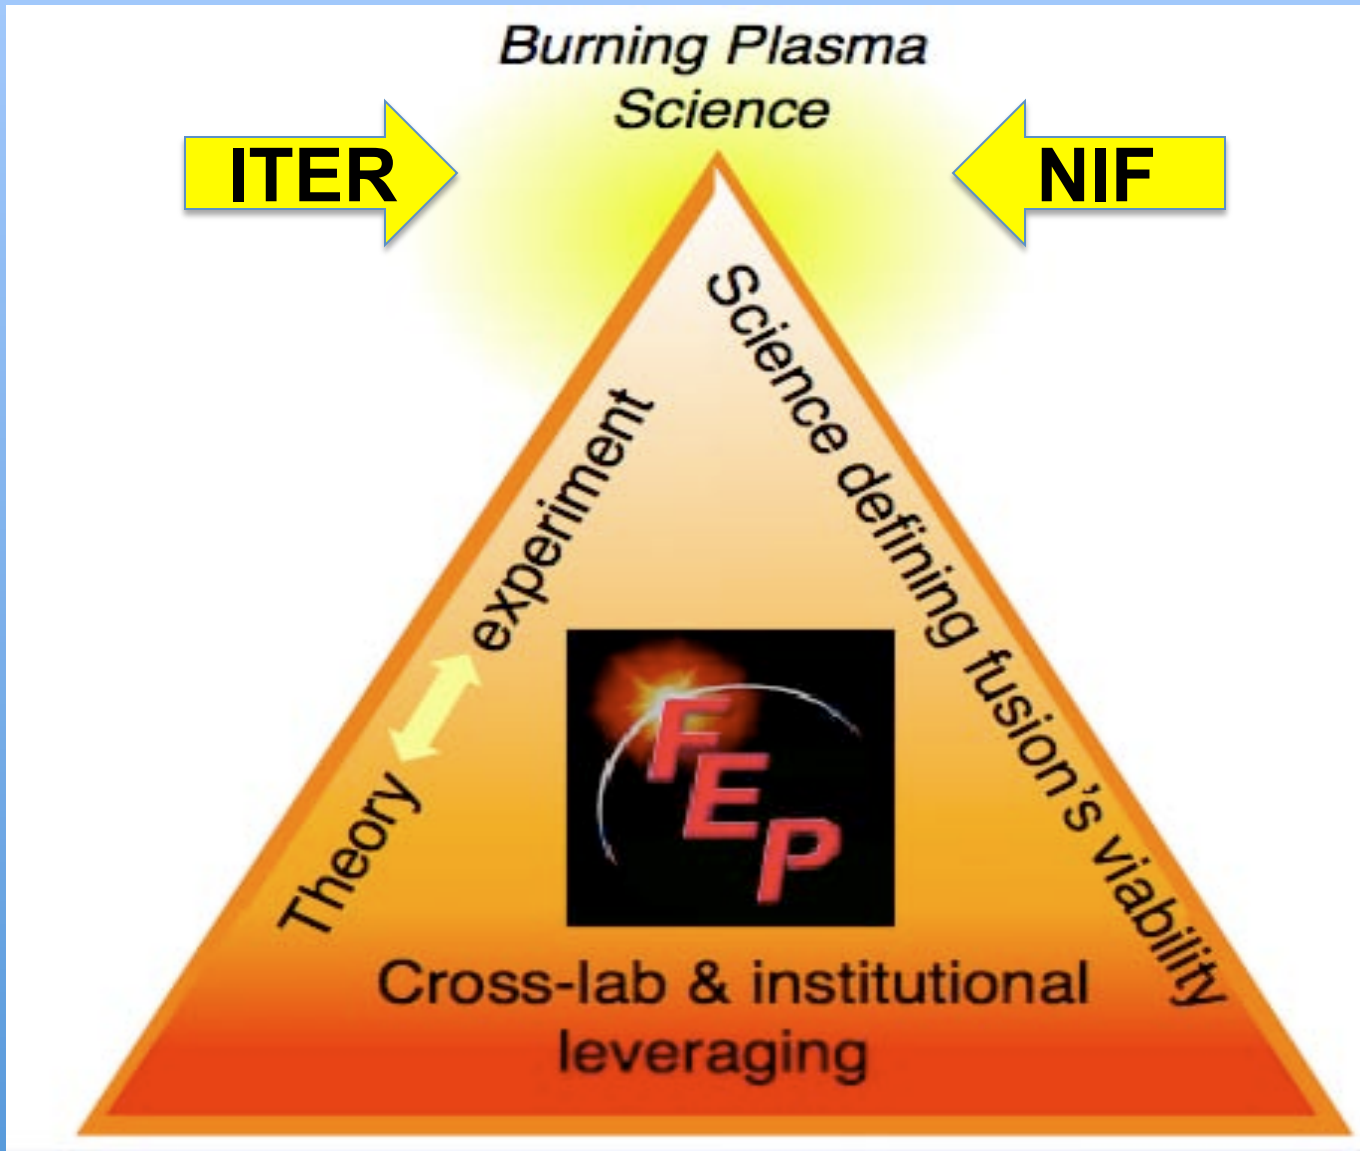 Burning Plasma
Science
ITER
NIF
Theory experiment
Science defining fusion's viability
FEP
Cross-lab & institutional
leveraging